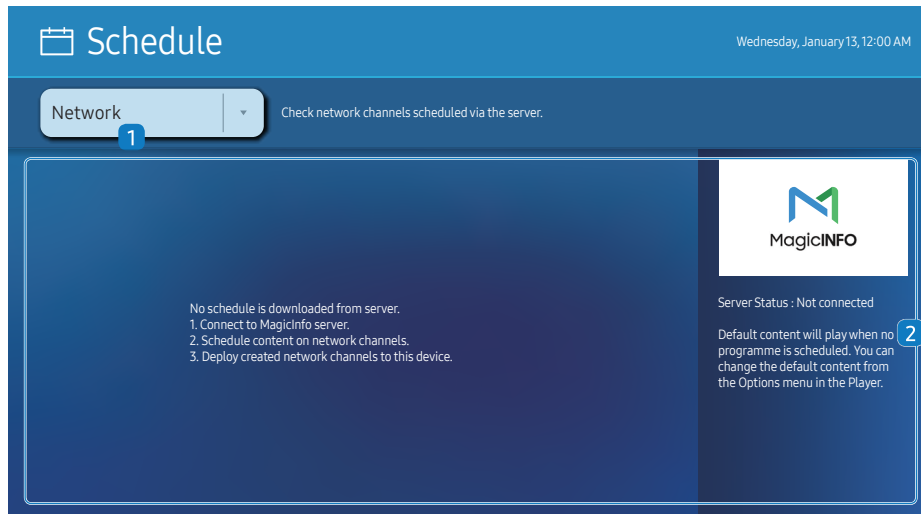 Schedule
Wednesday, January 13, 12:00 AM
Network
1
Check network channels scheduled via the server.
MagicINFO
No schedule is downloaded from server.
1. Connect to MagicInfo server.
2. Schedule content on network channels.
3. Deploy created network channels to this device.
Server Status : Not connected
Default content will play when no
programme is scheduled. You can
change the default content from
the Options menu in the Player.
2